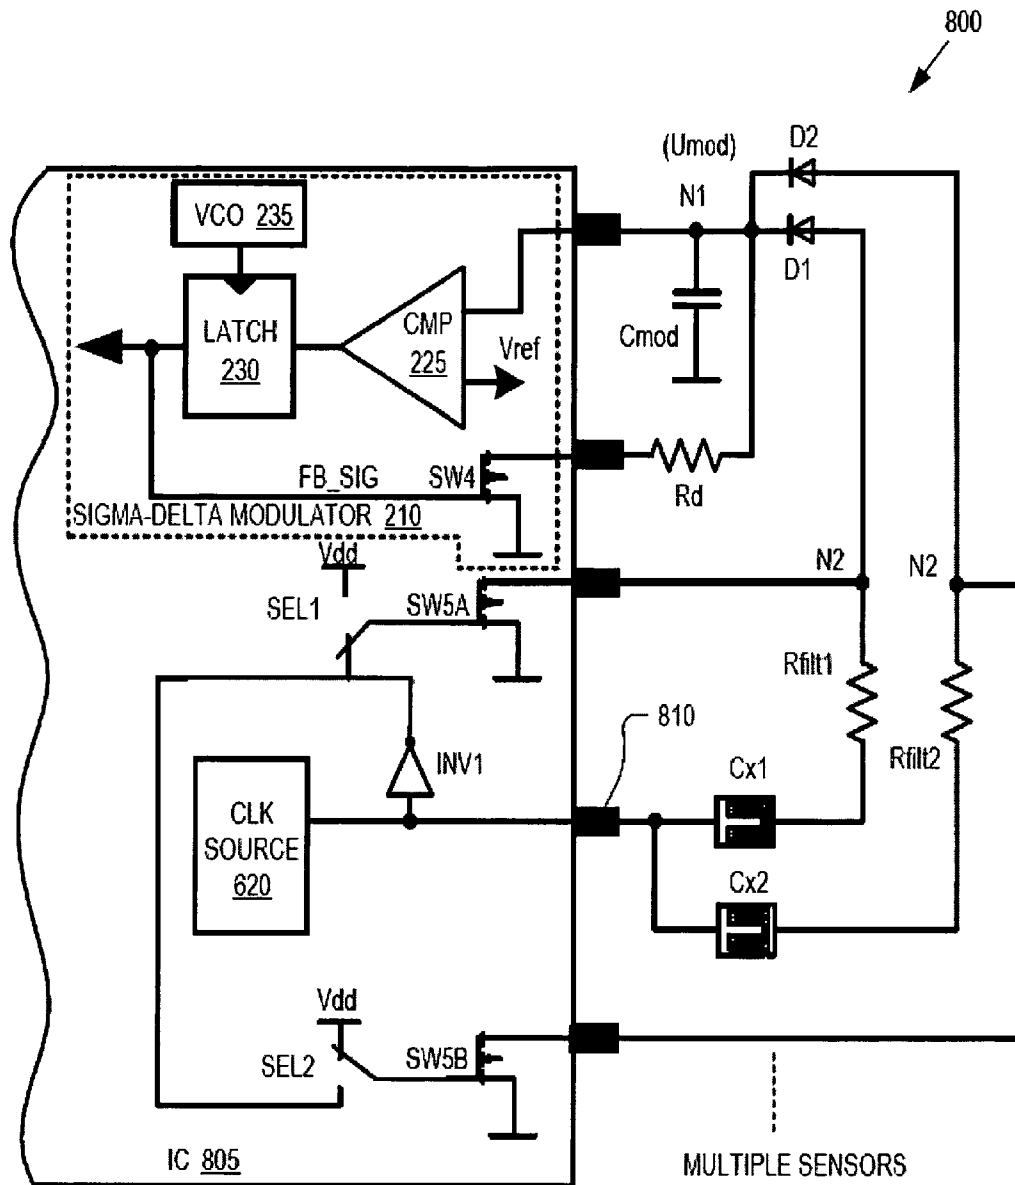 800
D2
(Umod)
N1
D1
VCO 235
LATCH
230
CMP
225
Vref
Cmod
FB_SIG
SW4
Rd
SIGMA-DELTA MODULATOR 210
Vdd
SEL1
SW5A
N2
N2
Rfilt1
Rfilt2
810
INV1
CLK
SOURCE
620
Cx1
Cx2
Vdd
SEL2
SW5B
IC 805
MULTIPLE SENSORS